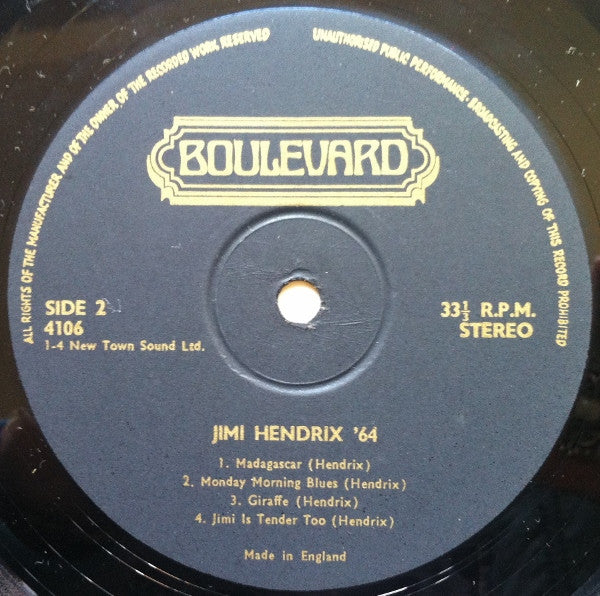 ALL RIGHTS OF THE MANUFACTURER AND OF THE OWNER OF THE RECORDED WORK RESERVED
UNAUTHORISED PUBLIC PERFORMANCE · BROADCASTING AND COPYING OF THIS RECORD PROHIBITED
BOULEVARD
SIDE 2
4106
1-4 New Town Sound Ltd.
33⅓ R.P.M.
STEREO
JIMI HENDRIX '64
1. Madagascar (Hendrix)
2. Monday Morning Blues (Hendrix)
3. Giraffe (Hendrix)
4. Jimi Is Tender Too (Hendrix)
Made in England